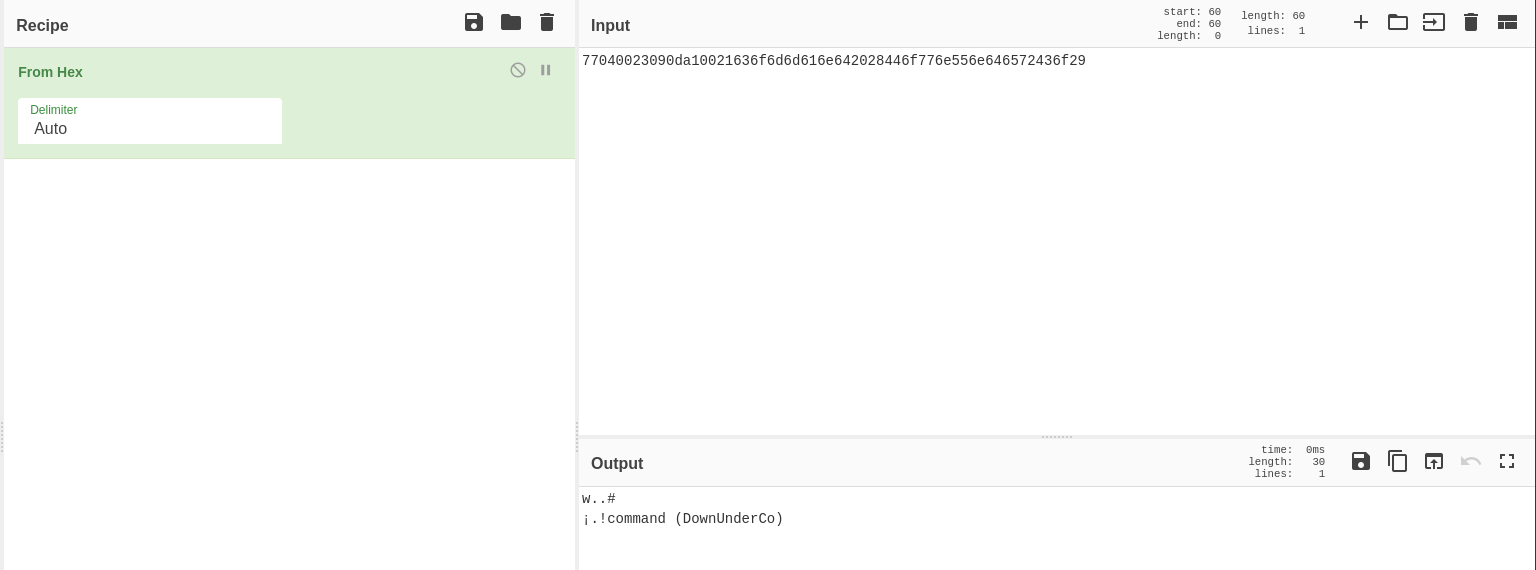 Recipe
From Hex
Delimiter
Auto
Input
start: 60
end: 60
length: 0
length: 60
lines: 1
77040023090da10021636f6d6d616e642028446f776e556e646572436f29
Output
time: 0ms
length: 30
lines: 1
w..#
¡.!command (DownUnderCo)